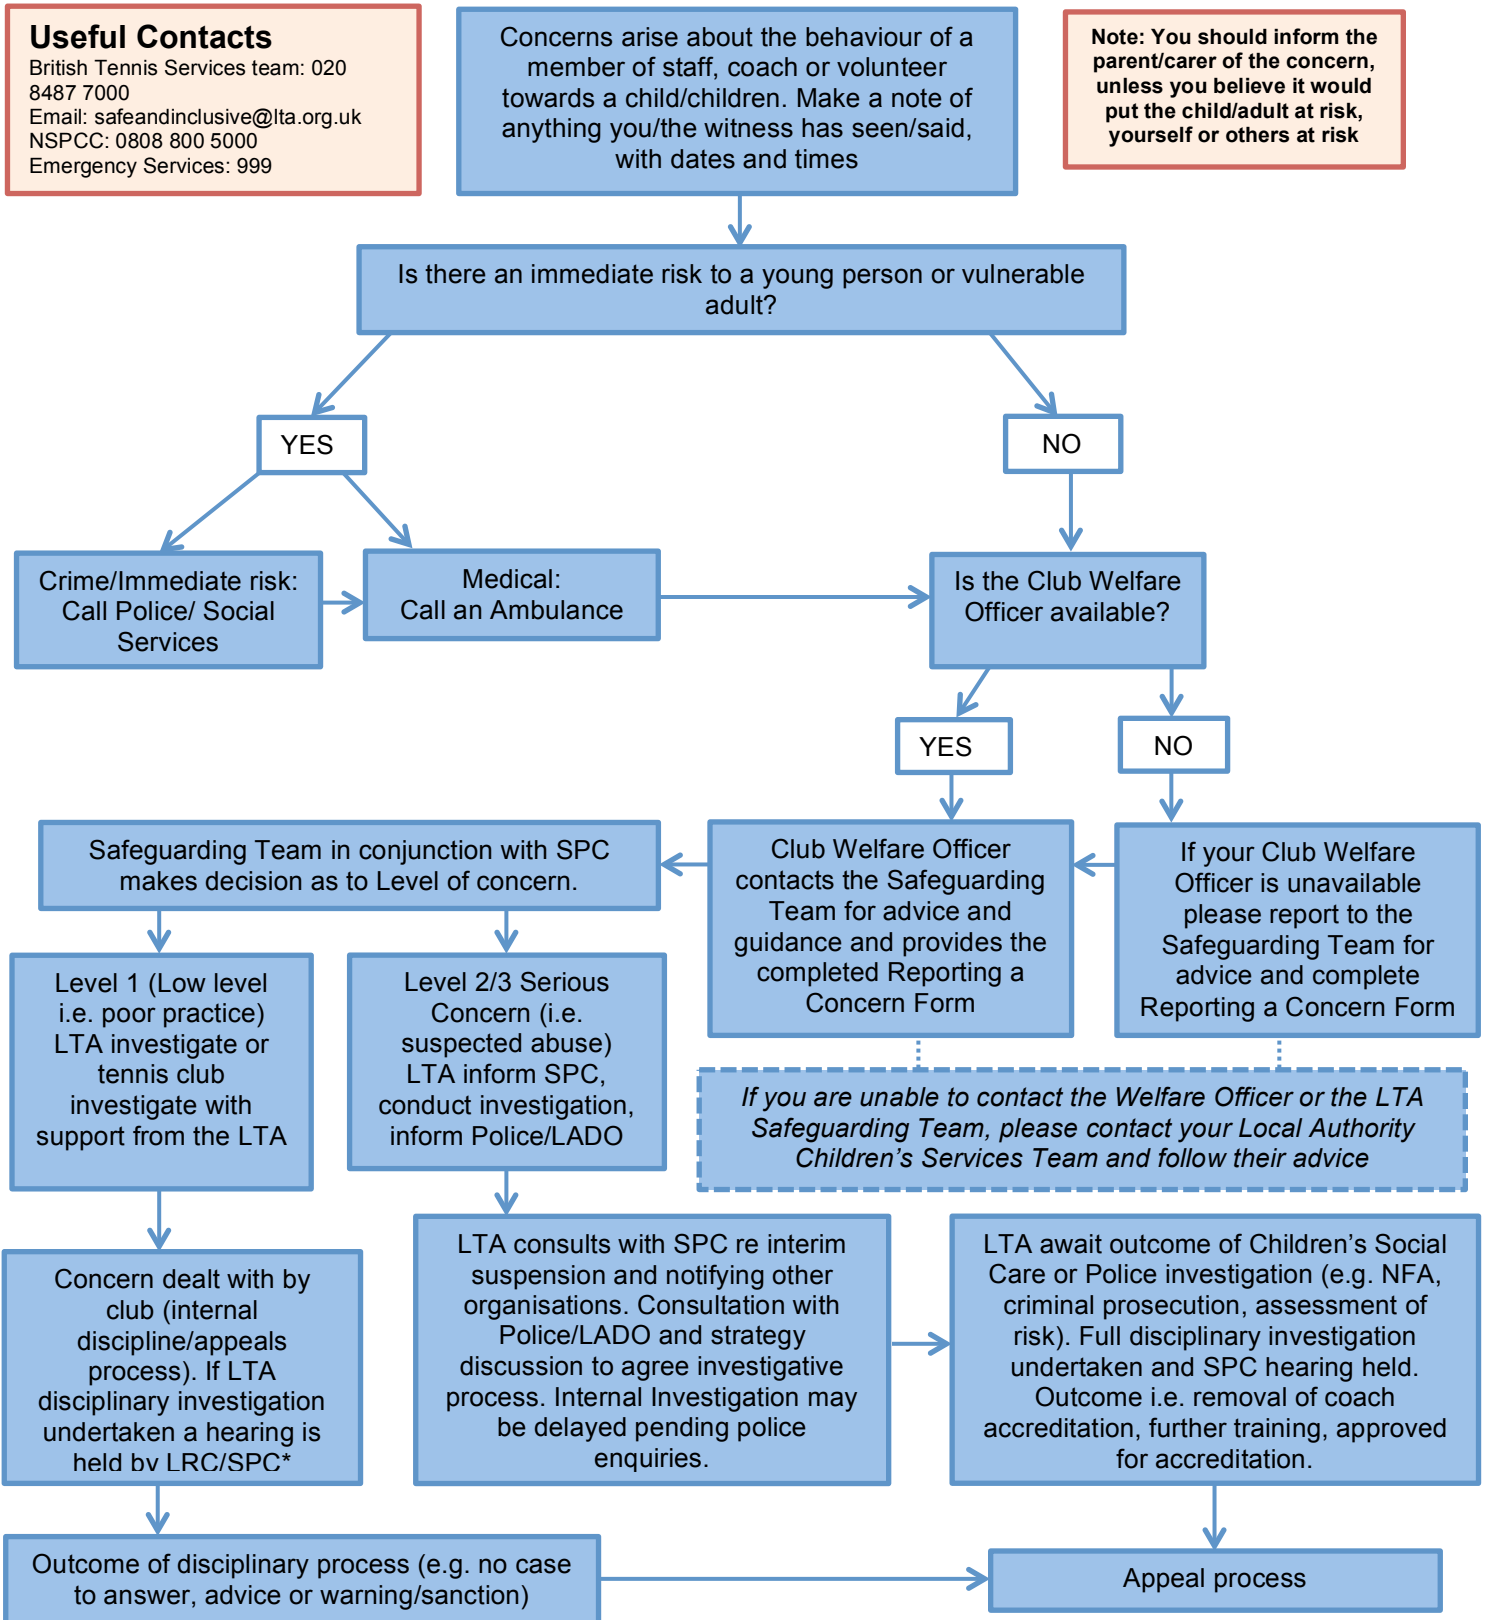 Useful Contacts
British Tennis Services team: 020
8487 7000
Email: safeandinclusive@lta.org.uk
NSPCC: 0808 800 5000
Emergency Services: 999
Concerns arise about the behaviour of a
member of staff, coach or volunteer
towards a child/children. Make a note of
anything you/the witness has seen/said,
with dates and times
Note: You should inform the
parent/carer of the concern,
unless you believe it would
put the child/adult at risk,
yourself or others at risk
Is there an immediate risk to a young person or vulnerable
adult?
YES
NO
Crime/Immediate risk:
Call Police/ Social
Services
Medical:
Call an Ambulance
Is the Club Welfare
Officer available?
YES
NO
Safeguarding Team in conjunction with SPC
makes decision as to Level of concern.
Club Welfare Officer
contacts the Safeguarding
Team for advice and
guidance and provides the
completed Reporting a
Concern Form
If your Club Welfare
Officer is unavailable
please report to the
Safeguarding Team for
advice and complete
Reporting a Concern Form
Level 1 (Low level
i.e. poor practice)
LTA investigate or
tennis club
investigate with
support from the LTA
Level 2/3 Serious
Concern (i.e.
suspected abuse)
LTA inform SPC,
conduct investigation,
inform Police/LADO
If you are unable to contact the Welfare Officer or the LTA
Safeguarding Team, please contact your Local Authority
Children’s Services Team and follow their advice
Concern dealt with by
club (internal
discipline/appeals
process). If LTA
disciplinary investigation
undertaken a hearing is
held by LRC/SPC*
LTA consults with SPC re interim
suspension and notifying other
organisations. Consultation with
Police/LADO and strategy
discussion to agree investigative
process. Internal Investigation may
be delayed pending police
enquiries.
LTA await outcome of Children’s Social
Care or Police investigation (e.g. NFA,
criminal prosecution, assessment of
risk). Full disciplinary investigation
undertaken and SPC hearing held.
Outcome i.e. removal of coach
accreditation, further training, approved
for accreditation.
Outcome of disciplinary process (e.g. no case
to answer, advice or warning/sanction)
Appeal process